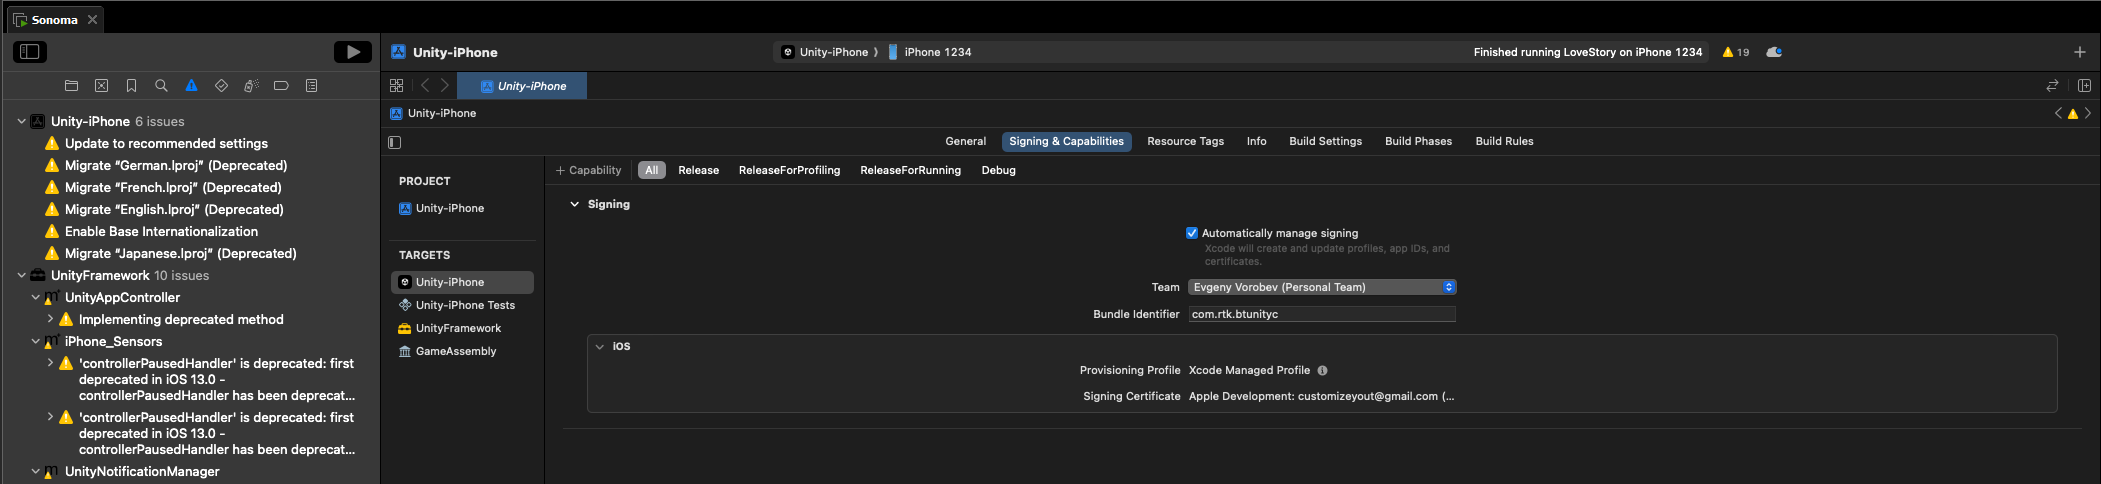 Sonoma
Unity-iPhone
Unity-iPhone
iPhone 1234
Finished running LoveStory on iPhone 1234
19
Unity-iPhone
Unity-iPhone
Unity-iPhone 6 issues
Update to recommended settings
Migrate “German.lproj” (Deprecated)
Migrate “French.lproj” (Deprecated)
Migrate “English.lproj” (Deprecated)
Enable Base Internationalization
Migrate “Japanese.lproj” (Deprecated)
UnityFramework 10 issues
UnityAppController
Implementing deprecated method
iPhone_Sensors
'controllerPausedHandler' is deprecated: first
deprecated in iOS 13.0 -
controllerPausedHandler has been deprecat...
'controllerPausedHandler' is deprecated: first
deprecated in iOS 13.0 -
controllerPausedHandler has been deprecat...
UnityNotificationManager
General
Signing & Capabilities
Resource Tags
Info
Build Settings
Build Phases
Build Rules
PROJECT
Unity-iPhone
TARGETS
Unity-iPhone
Unity-iPhone Tests
UnityFramework
GameAssembly
+ Capability
All
Release
ReleaseForProfiling
ReleaseForRunning
Debug
Signing
Automatically manage signing
Xcode will create and update profiles, app IDs, and
certificates.
Team Evgeny Vorobev (Personal Team)
Bundle Identifier com.rtk.btunityc
iOS
Provisioning Profile Xcode Managed Profile
Signing Certificate Apple Development: customizeyout@gmail.com (...